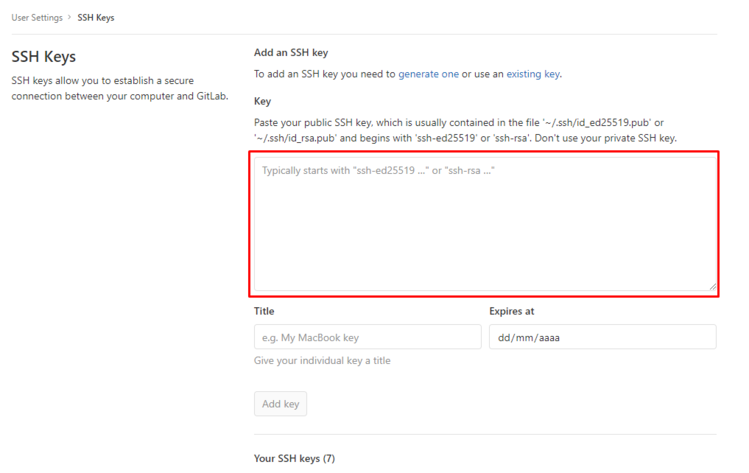 User Settings > SSH Keys
SSH Keys
SSH keys allow you to establish a secure
connection between your computer and GitLab.
Add an SSH key
To add an SSH key you need to generate one or use an existing key.
Key
Paste your public SSH key, which is usually contained in the file '~/.ssh/id_ed25519.pub' or
'~/.ssh/id_rsa.pub' and begins with 'ssh-ed25519' or 'ssh-rsa'. Don't use your private SSH key.
Typically starts with "ssh-ed25519 ..." or "ssh-rsa ..."
Title
Expires at
e.g. My MacBook key
dd/mm/aaaa
Give your individual key a title
Add key
Your SSH keys (7)